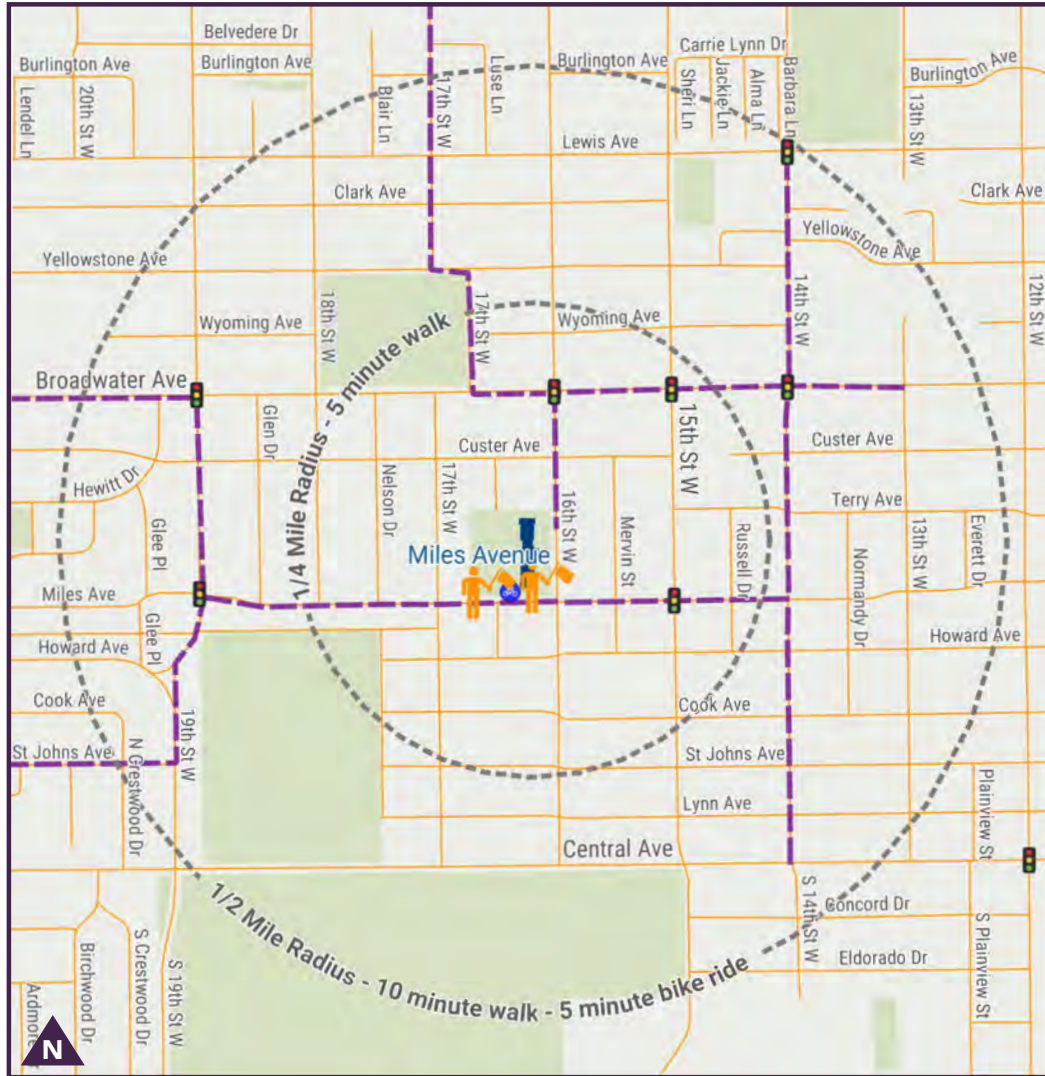 Belvedere Dr
Burlington Ave
Burlington Ave
Burlington Ave
Carrie Lynn Dr
Burlington Ave
Lendel Ln
20th St W
Blair Ln
17th St W
Luse Ln
Sheri Ln
Jackie Ln
Alma Ln
Barbara Ln
13th St W
Lewis Ave
Clark Ave
Clark Ave
Yellowstone Ave
Yellowstone Ave
18th St W
17th St W
14th St W
12th St W
Wyoming Ave
Wyoming Ave
Broadwater Ave
1/4 Mile Radius - 5 minute walk
Glen Dr
Nelson Dr
Custer Ave
15th St W
Custer Ave
Hewitt Dr
17th St W
16th St W
Mervin St
Terry Ave
Glee Pl
Miles Avenue
Russell Dr
Normandy Dr
13th St W
Everett Dr
Miles Ave
Glee Pl
Howard Ave
Howard Ave
Cook Ave
Cook Ave
19th St W
St Johns Ave
N Crestwood Dr
St Johns Ave
Lynn Ave
Plainview St
Central Ave
1/2 Mile Radius - 10 minute walk - 5 minute bike ride
S 14th St W
Concord Dr
Eldorado Dr
Birchwood Dr
S Crestwood Dr
S 19th St W
S Plainview St
N